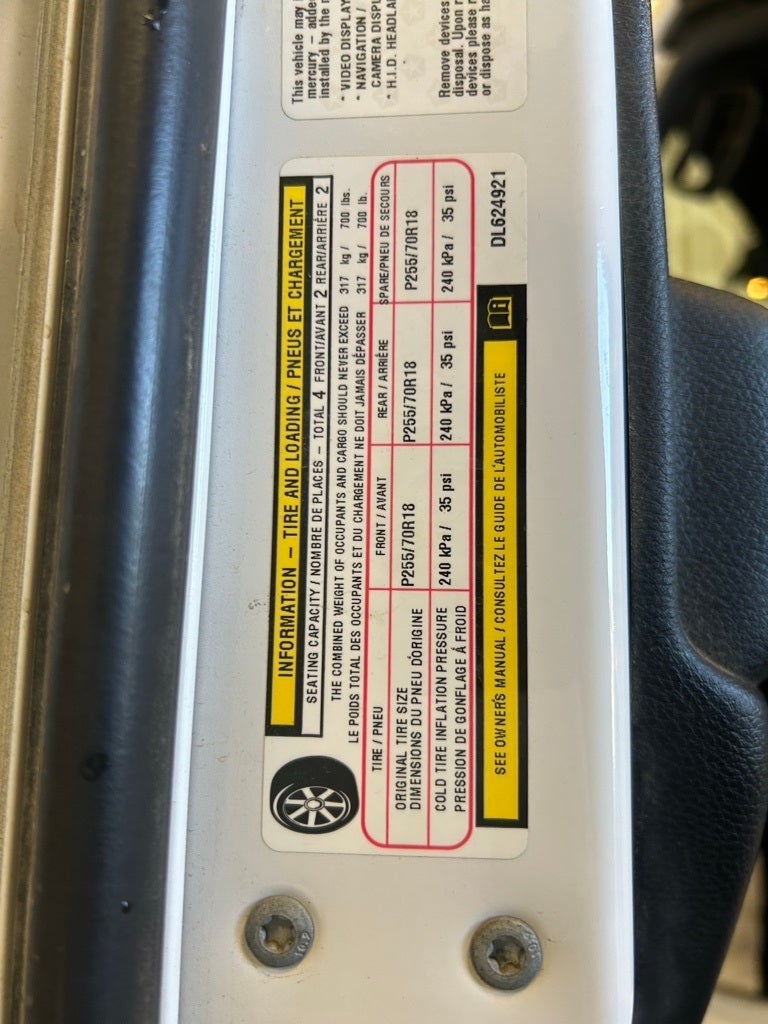 This vehicle may
mercury – adde
installed by the
* VIDEO DISPLAY
* NAVIGATION /
CAMERA DISPL
* H.I.D. HEADLA
Remove devices
disposal. Upon
devices please
or dispose as ha
INFORMATION – TIRE AND LOADING / PNEUS ET CHARGEMENT
SEATING CAPACITY / NOMBRE DE PLACES – TOTAL 4 FRONT/AVANT 2 REAR/ARRIÉRE 2
THE COMBINED WEIGHT OF OCCUPANTS AND CARGO SHOULD NEVER EXCEED 317 kg / 700 lbs.
LE POIDS TOTAL DES OCCUPANTS ET DU CHARGEMENT NE DOIT JAMAIS DÉPASSER 317 kg / 700 lb.
TIRE / PNEU FRONT / AVANT REAR / ARRIÈRE SPARE/PNEU DE SECOURS
ORIGINAL TIRE SIZE
DIMENSIONS DU PNEU D'ORIGINE P255/70R18 P255/70R18 P255/70R18
COLD TIRE INFLATION PRESSURE
PRESSION DE GONFLAGE Á FROID 240 kPa / 35 psi 240 kPa / 35 psi 240 kPa / 35 psi
SEE OWNER'S MANUAL / CONSULTEZ LE GUIDE DE L'AUTOMOBILISTE
DL624921
10.9
10.9